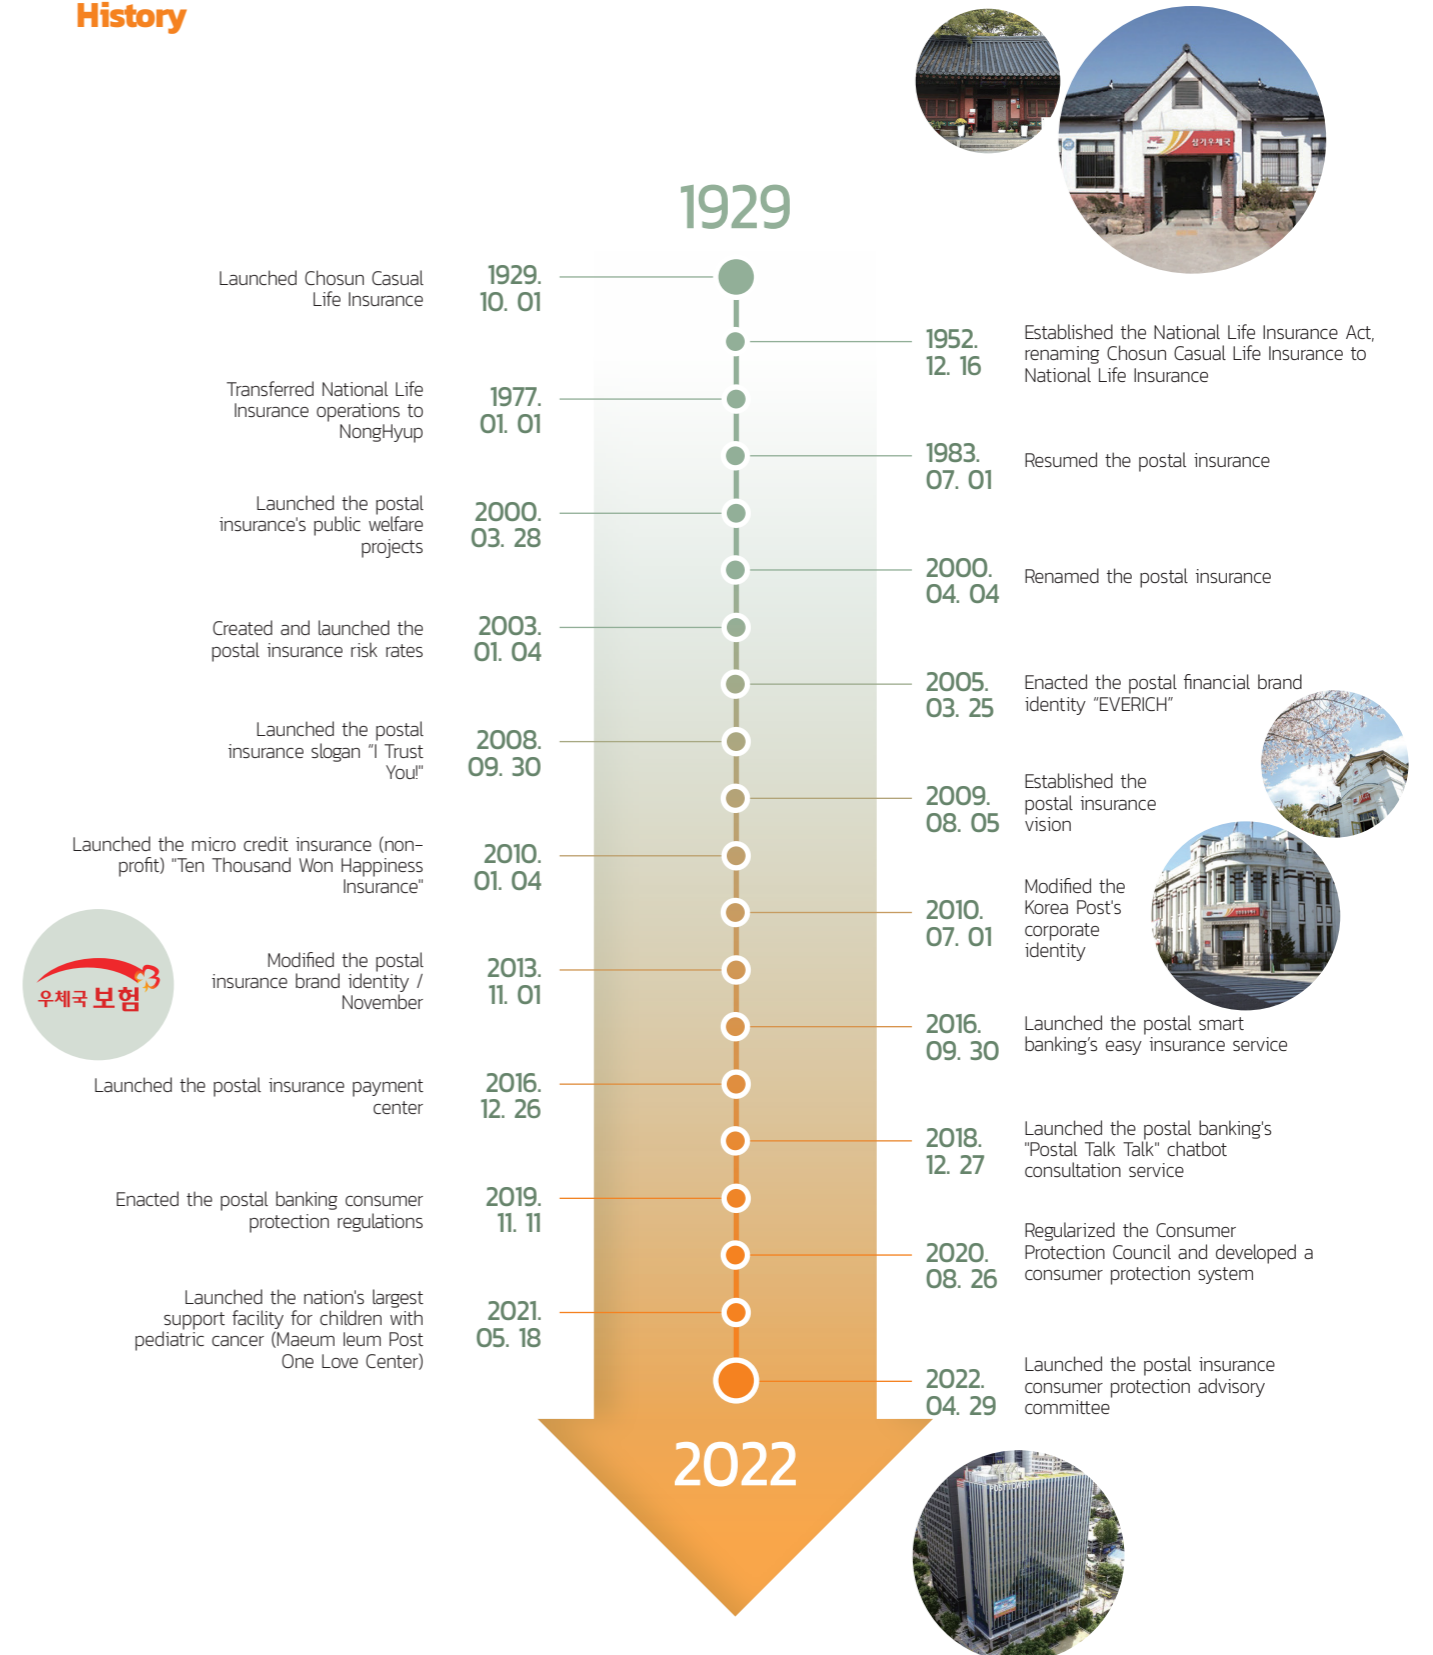 History
1929
Launched Chosun Casual
Life Insurance
1929.
10. 01
1952.
12. 16
Established the National Life Insurance Act,
renaming Chosun Casual Life Insurance to
National Life Insurance
Transferred National Life
Insurance operations to
NongHyup
1977.
01. 01
1983.
07. 01
Resumed the postal insurance
Launched the postal
insurance's public welfare
projects
2000.
03. 28
2000.
04. 04
Renamed the postal insurance
Created and launched the
postal insurance risk rates
2003.
01. 04
2005.
03. 25
Enacted the postal financial brand
identity “EVERICH”
Launched the postal
insurance slogan “I Trust
You!"
2008.
09. 30
2009.
08. 05
Established the
postal insurance
vision
Launched the micro credit insurance (non-
profit) "Ten Thousand Won Happiness
Insurance"
2010.
01. 04
2010.
07. 01
Modified the
Korea Post's
corporate
identity
우체국 보험
Modified the postal
insurance brand identity /
November
2013.
11. 01
2016.
09. 30
Launched the postal smart
banking’s easy insurance service
Launched the postal insurance payment
center
2016.
12. 26
2018.
12. 27
Launched the postal banking's
"Postal Talk Talk" chatbot
consultation service
Enacted the postal banking consumer
protection regulations
2019.
11. 11
2020.
08. 26
Regularized the Consumer
Protection Council and developed a
consumer protection system
Launched the nation's largest
support facility for children with
pediatric cancer (Maeum Ieum Post
One Love Center)
2021.
05. 18
2022.
04. 29
Launched the postal insurance
consumer protection advisory
committee
2022
POST TOWER